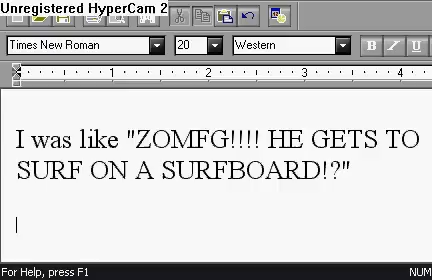 Unregistered HyperCam 2
Times New Roman 20 Western B I U
1 2 3 4
I was like "ZOMFG!!!! HE GETS TO
SURF ON A SURFBOARD!?"
For Help, press F1 NUM